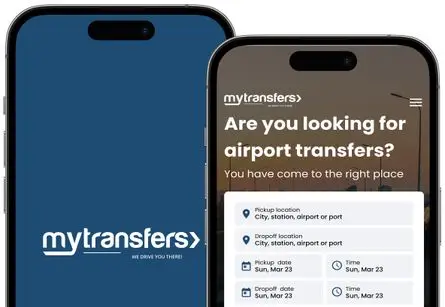 mytransfers
WE DRIVE YOU THERE!
mytransfers
Are you looking for
airport transfers?
You have come to the right place
Pickup location
City, station, airport or port
Dropoff location
City, station, airport or port
Pickup date
Sun, Mar 23
Time
Sun, Mar 23
Dropoff date
Sun, Mar 23
Time
Sun, Mar 23